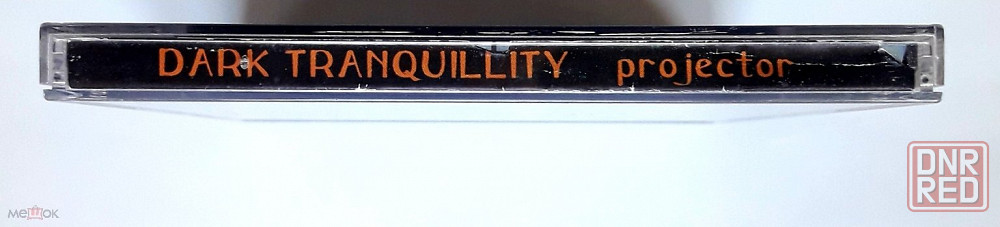 DARK TRANQUILLITY projector
DNR
RED
мешок